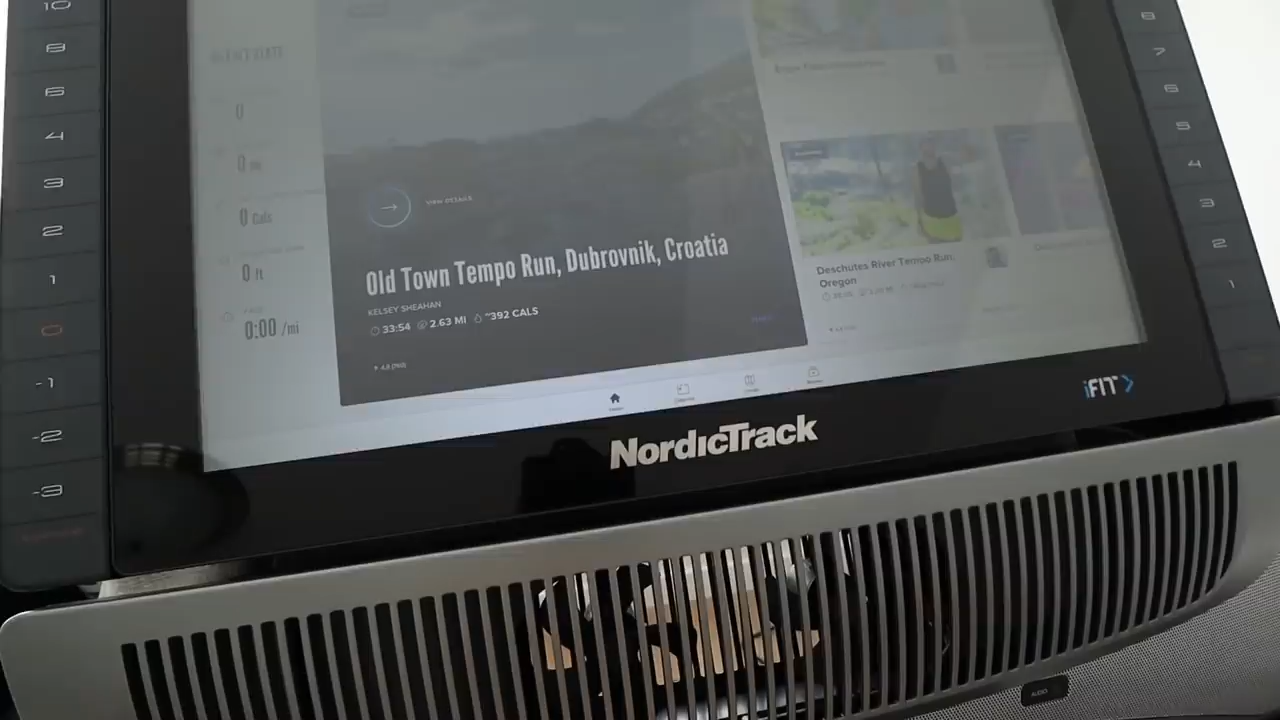 10
8
6
4
3
2
1
0
-1
-2
-3
0
0
0 Cals
0 ft
0:00 /mi
VIEW DETAILS
Old Town Tempo Run, Dubrovnik, Croatia
KELSEY SHEAHAN
33:54 2.63 MI ~392 CALS
Deschutes River Tempo Run,
Oregon
8
7
6
5
4
3
2
1
NordicTrack
iFIT
AUDIO